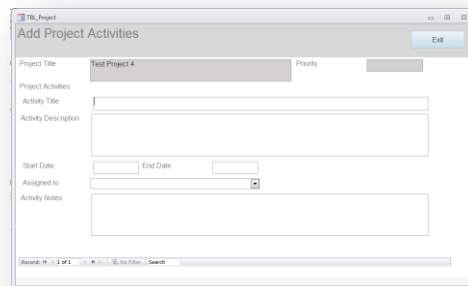 TBL_Project
Add Project Activities
Exit
Project Title Test Project 4 Priority
Project Activities
Activity Title
Activity Description
Start Date End Date
Assigned to
Activity Notes
Record: 1 of 1 No Filter Search